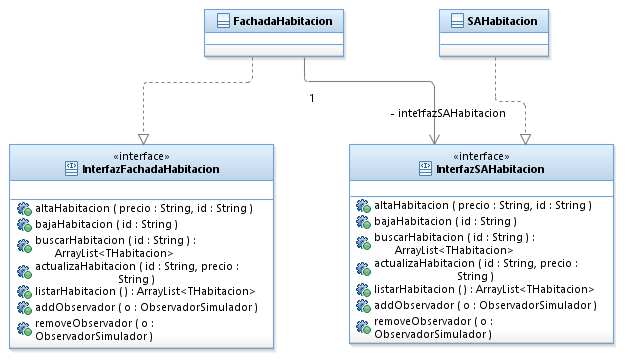 FachadaHabitacion
SAHabitacion
1
- interfazSAHabitacion
«interface»
InterfazFachadaHabitacion
altaHabitacion ( precio : String, id : String )
bajaHabitacion ( id : String )
buscarHabitacion ( id : String ) :
ArrayList<THabitacion>
actualizaHabitacion ( id : String, precio :
String )
listarHabitacion ( ) : ArrayList<THabitacion>
addObservador ( o : ObservadorSimulador )
removeObservador ( o :
ObservadorSimulador )
«interface»
InterfazSAHabitacion
altaHabitacion ( precio : String, id : String )
bajaHabitacion ( id : String )
buscarHabitacion ( id : String ) :
ArrayList<THabitacion>
actualizaHabitacion ( id : String, precio :
String )
listarHabitacion ( ) : ArrayList<THabitacion>
addObservador ( o : ObservadorSimulador )
removeObservador ( o :
ObservadorSimulador )